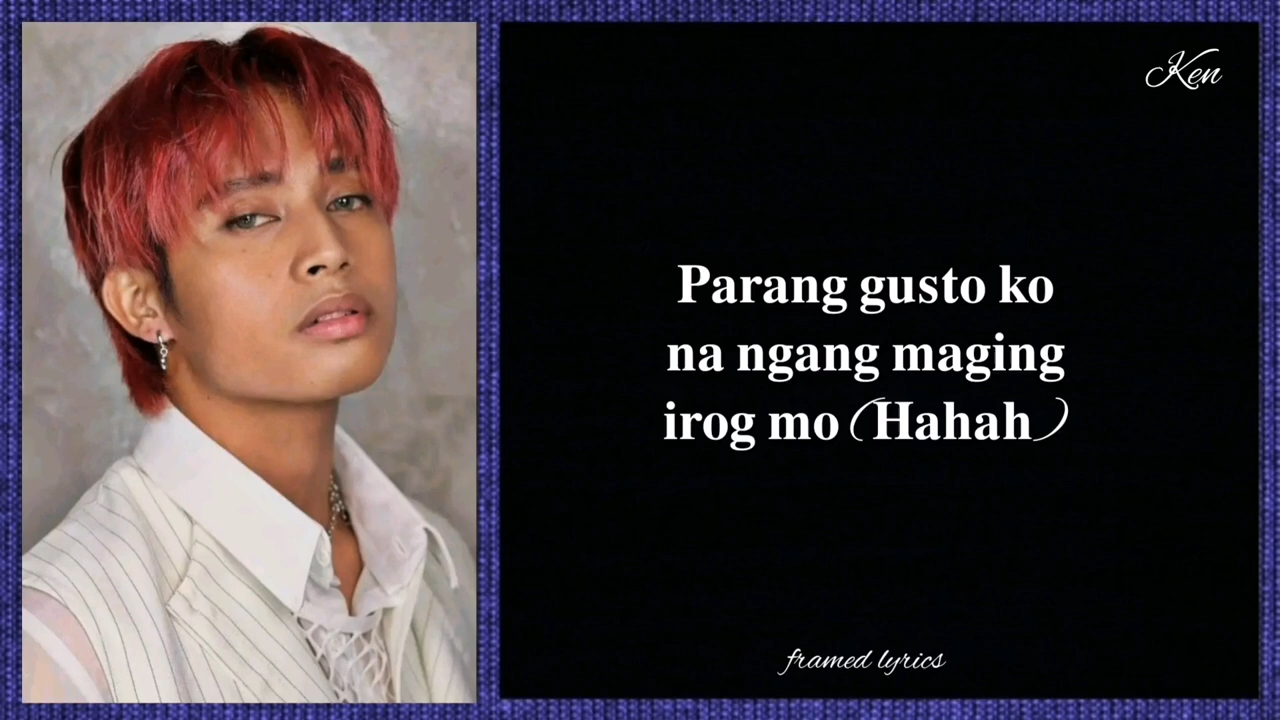 Ken
Parang gusto ko
na ngang maging
irog mo (Hahah)
framed lyrics